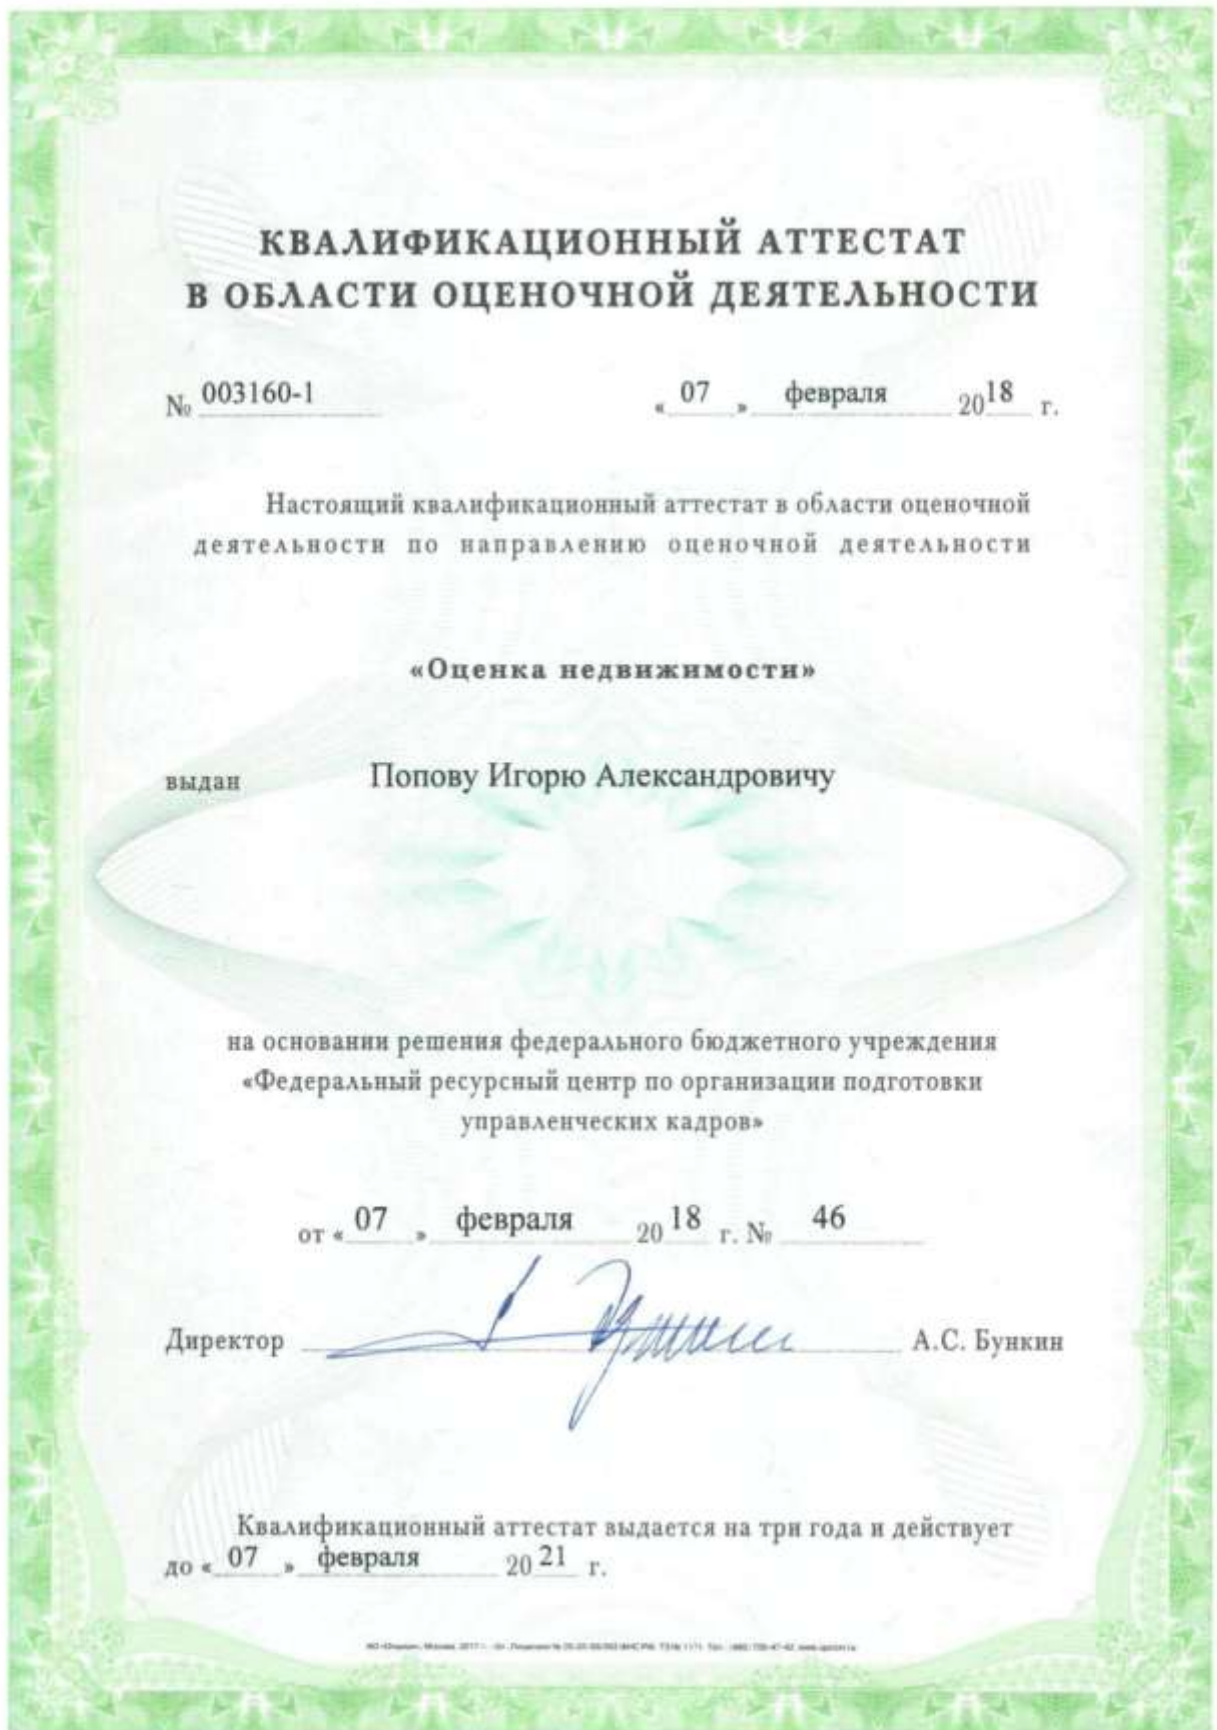 КВАЛИФИКАЦИОННЫЙ АТТЕСТАТ
В ОБЛАСТИ ОЦЕНОЧНОЙ ДЕЯТЕЛЬНОСТИ
№ 003160-1 « 07 » февраля 2018 г.
Настоящий квалификационный аттестат в области оценочной
деятельности по направлению оценочной деятельности
«Оценка недвижимости»
выдан Попову Игорю Александровичу
на основании решения федерального бюджетного учреждения
«Федеральный ресурсный центр по организации подготовки
управленческих кадров»
от « 07 » февраля 2018 г. № 46
Директор А.С. Бункин
Квалификационный аттестат выдается на три года и действует
до « 07 » февраля 2021 г.